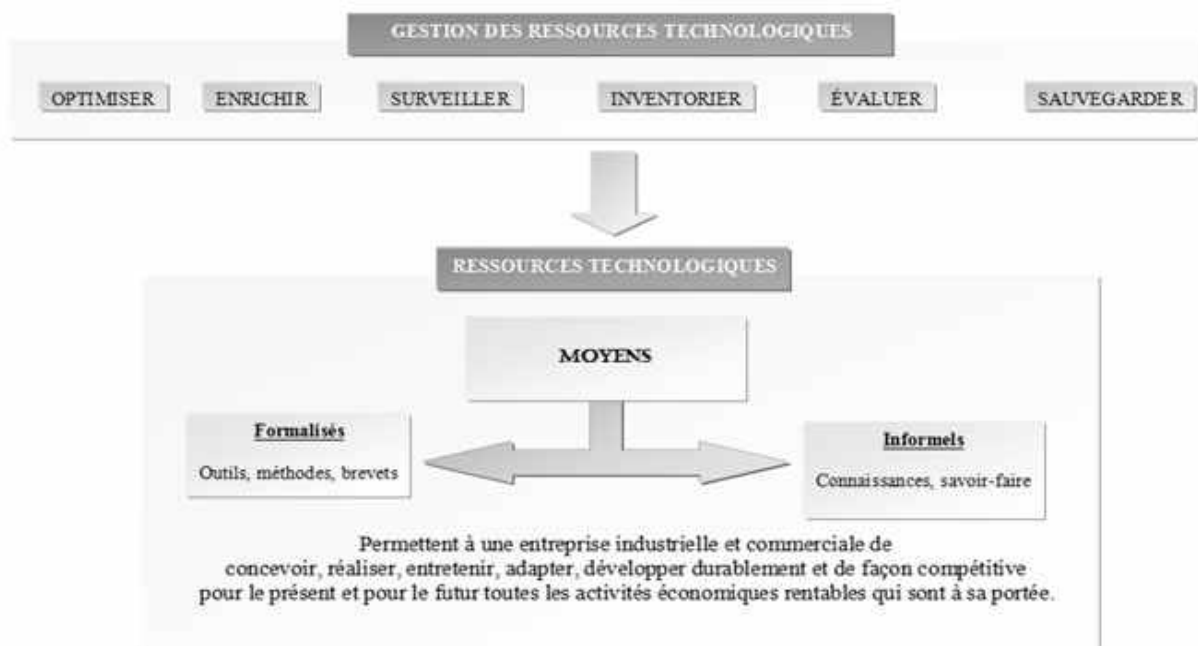 GESTION DES RESSOURCES TECHNOLOGIQUES
OPTIMISER ENRICHIR SURVEILLER INVENTORIER ÉVALUER SAUVEGARDER
RESSOURCES TECHNOLOGIQUES
MOYENS
Formalisés
Outils, méthodes, brevets
Informels
Connaissances, savoir-faire
Permettent à une entreprise industrielle et commerciale de
concevoir, réaliser, entretenir, adapter, développer durablement et de façon compétitive
pour le présent et pour le futur toutes les activités économiques rentables qui sont à sa portée.